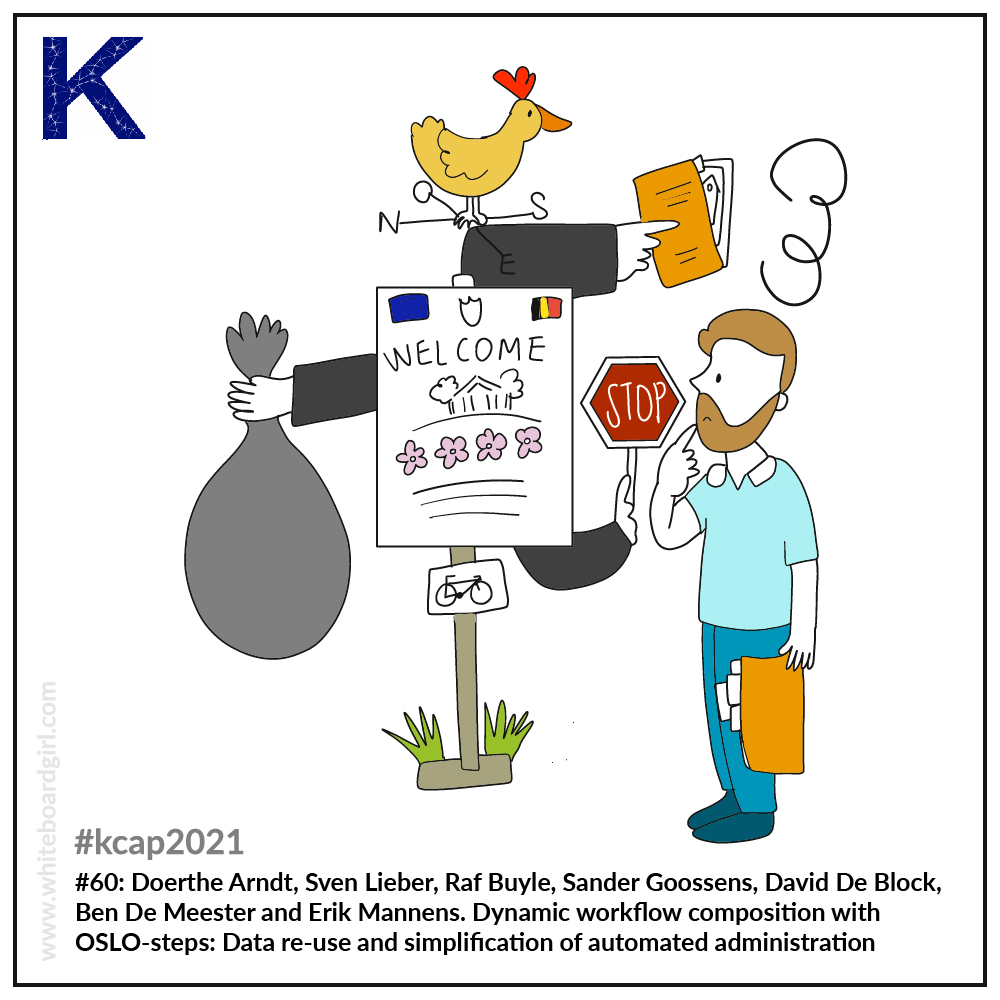 K
O
N
S
E
WELCOME
STOP
www.whiteboardgirl.com
#kcap2021
#60: Doerthe Arndt, Sven Lieber, Raf Buyle, Sander Goossens, David De Block,
Ben De Meester and Erik Mannens. Dynamic workflow composition with
OSLO-steps: Data re-use and simplification of automated administration